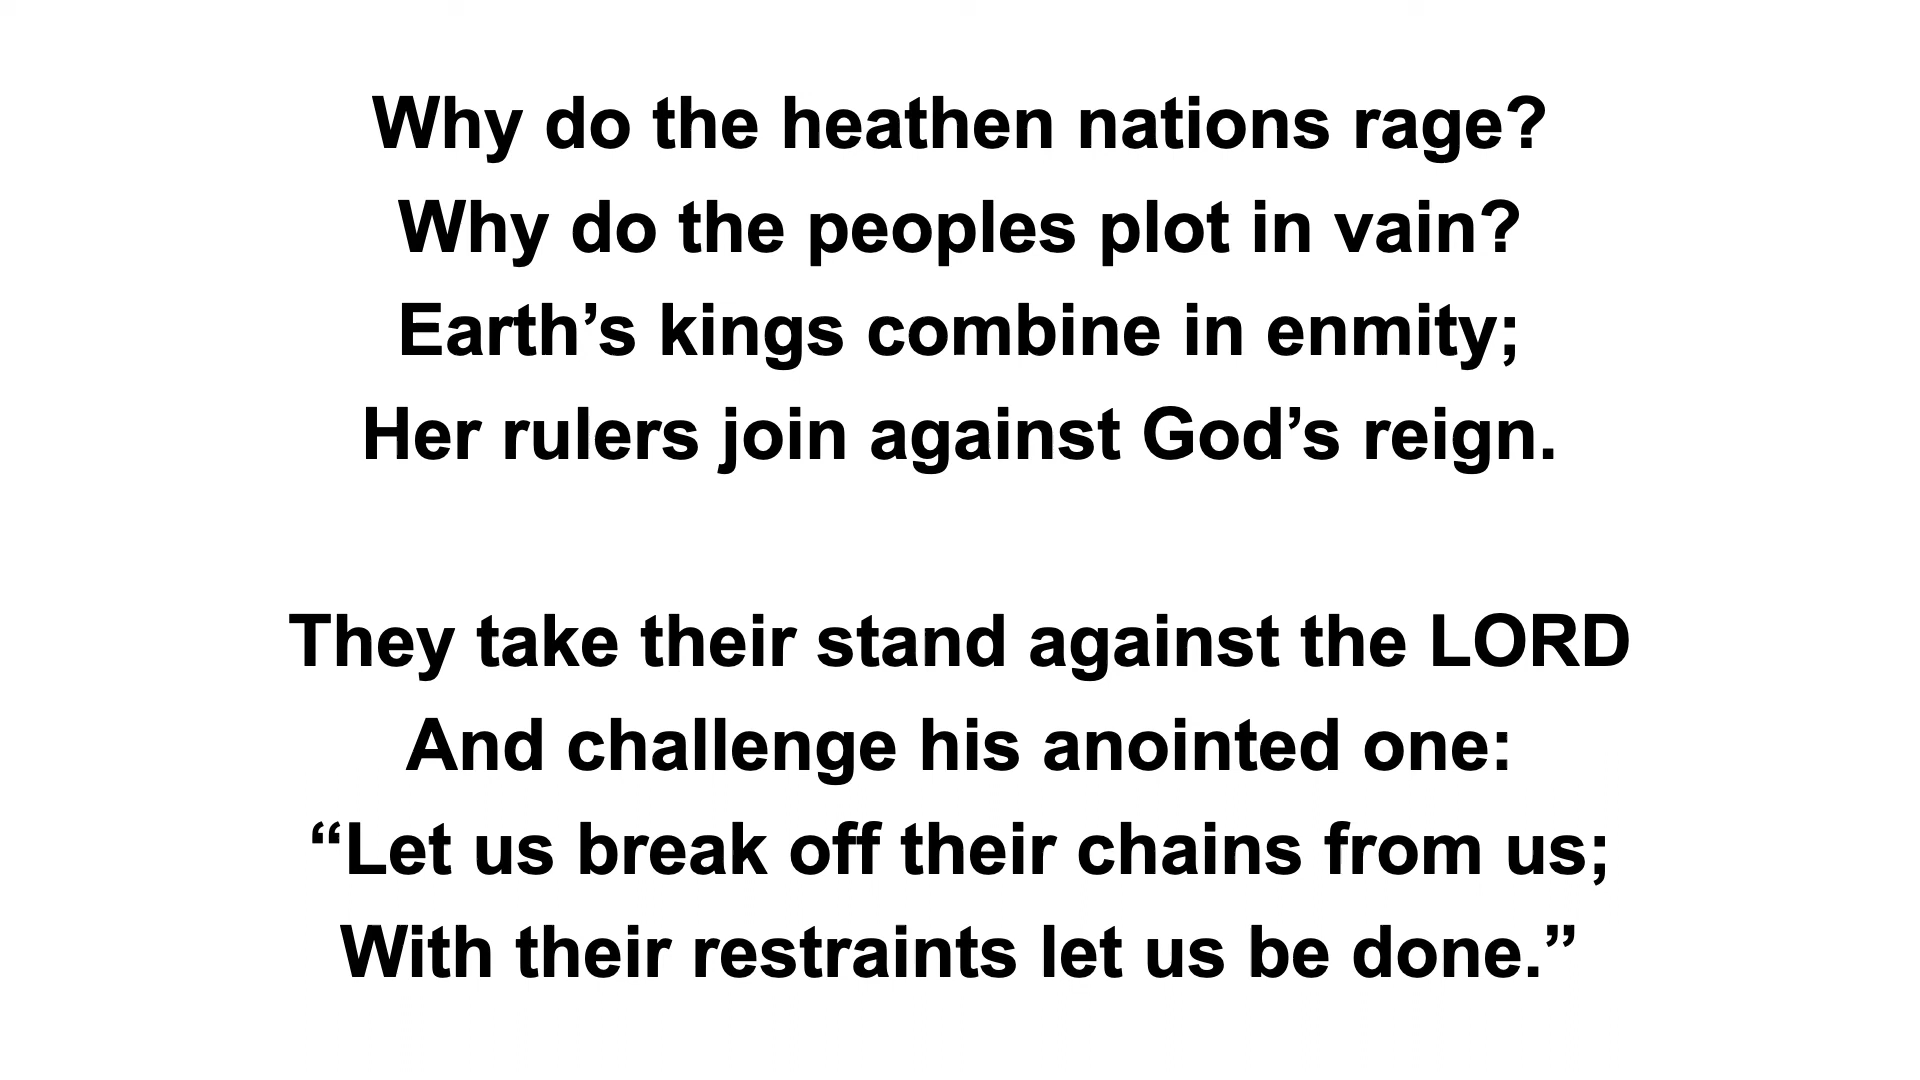 Why do the heathen nations rage?
Why do the peoples plot in vain?
Earth’s kings combine in enmity;
Her rulers join against God’s reign.
They take their stand against the LORD
And challenge his anointed one:
“Let us break off their chains from us;
With their restraints let us be done.”